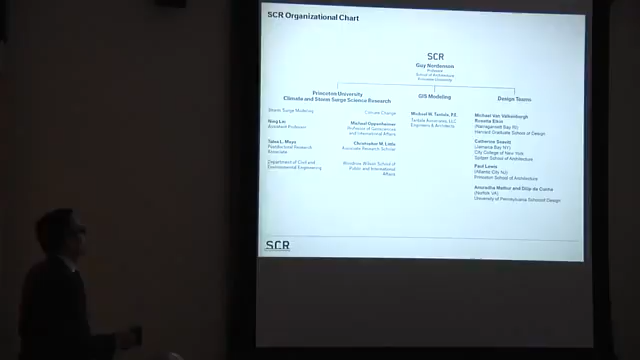 SCR Organizational Chart
SCR
Guy Nordenson
Professor
School of Architecture
Princeton University
Princeton University
Climate and Storm Surge Science Research
Storm Surge Modeling
Ning Lin
Assistant Professor
Talea L. Mayo
Postdoctoral Research
Associate
Department of Civil and
Environmental Engineering
Climate Change
Michael Oppenheimer
Professor of Geosciences
and International Affairs
Christopher M. Little
Associate Research Scholar
Woodrow Wilson School of
Public and International
Affairs
GIS Modeling
Michael W. Tantala, P.E.
Tantala Associates, LLC
Engineers & Architects
Design Teams
Michael Van Valkenburgh
Rosetta Elkin
(Narragansett Bay RI)
Harvard Graduate School of Design
Catherine Seavitt
(Jamaica Bay NY)
City College of New York
Spitzer School of Architecture
Paul Lewis
(Atlantic City NJ)
Princeton School of Architecture
Anuradha Mathur and Dilip da Cunha
(Norfolk VA)
University of Pennsylvania School of Design
SCR